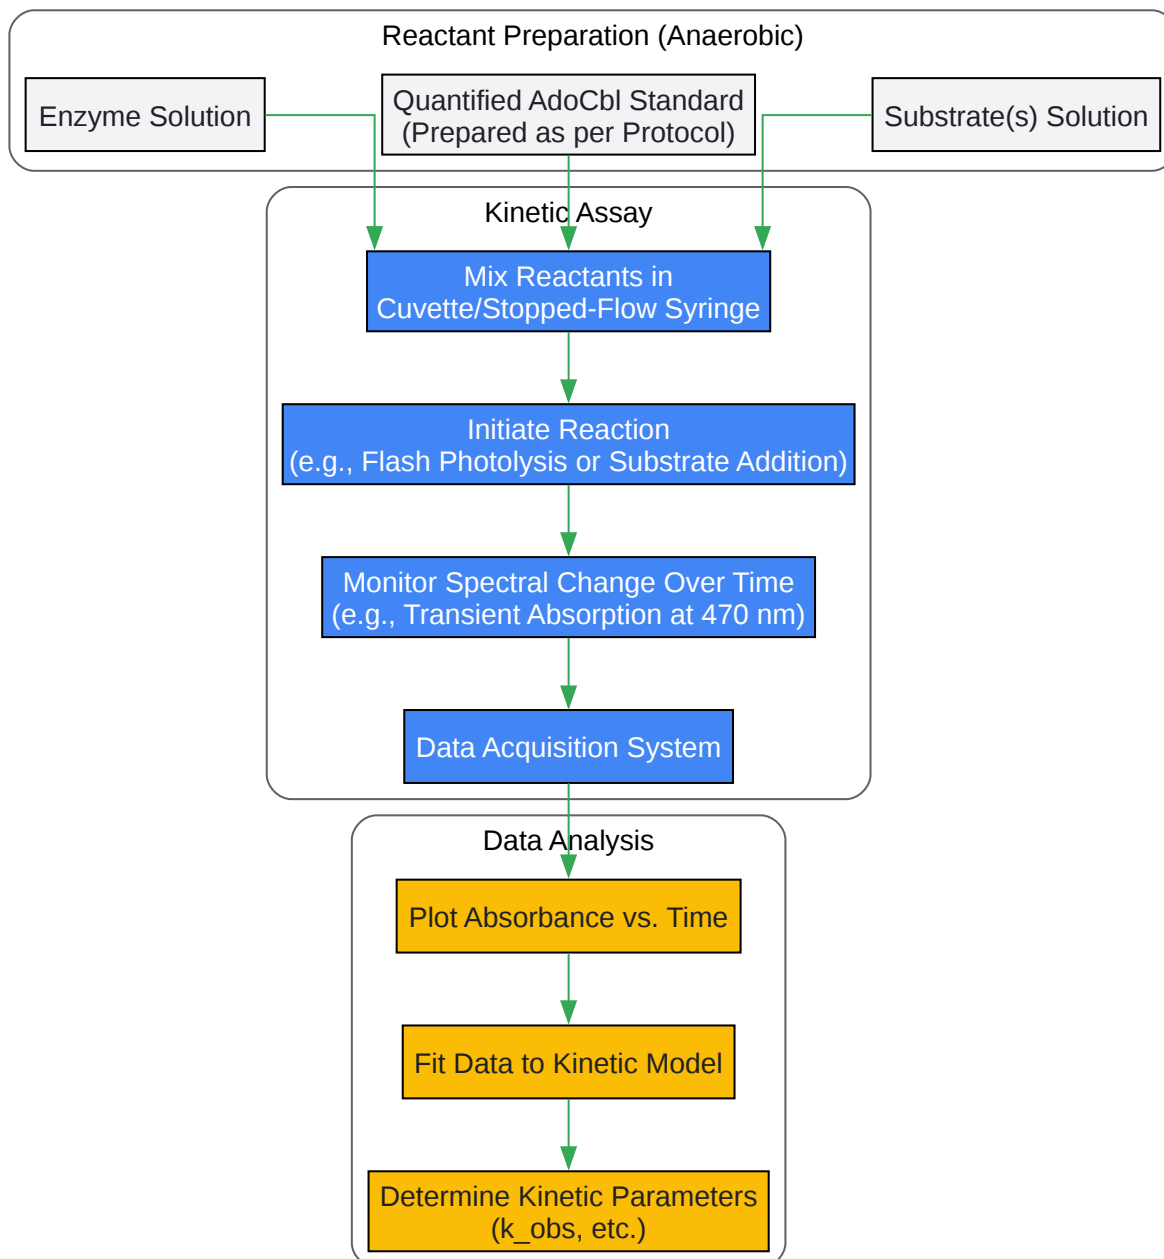 Reactant Preparation (Anaerobic)
Enzyme Solution
Quantified AdoCbl Standard
(Prepared as per Protocol)
Substrate(s) Solution
Kinetic Assay
Mix Reactants in
Cuvette/Stopped-Flow Syringe
Initiate Reaction
(e.g., Flash Photolysis or Substrate Addition)
Monitor Spectral Change Over Time
(e.g., Transient Absorption at 470 nm)
Data Acquisition System
Data Analysis
Plot Absorbance vs. Time
Fit Data to Kinetic Model
Determine Kinetic Parameters
(k_obs, etc.)